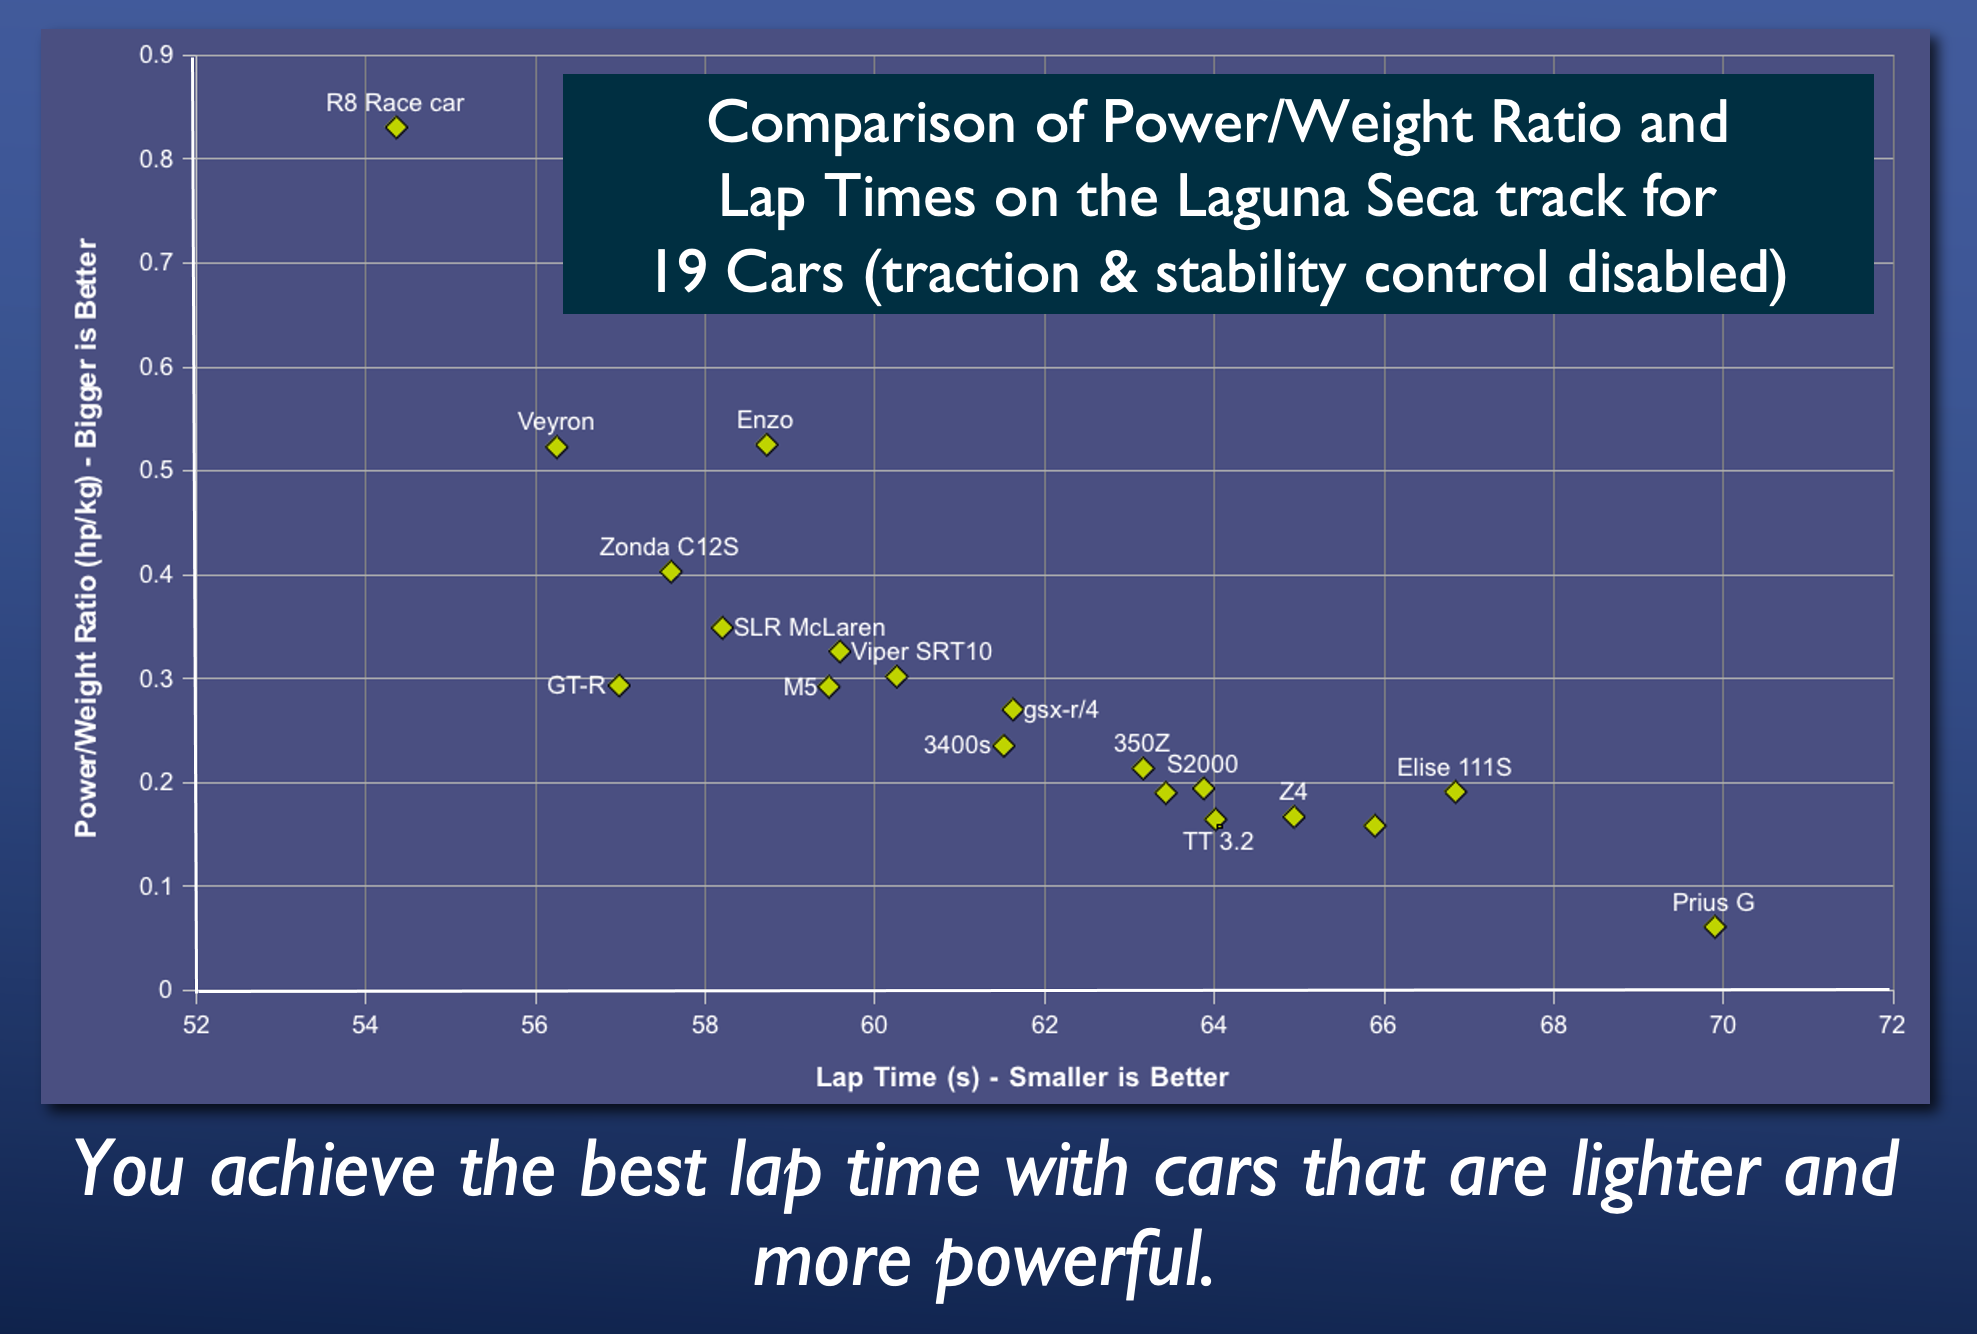 Comparison of Power/Weight Ratio and
Lap Times on the Laguna Seca track for
19 Cars (traction & stability control disabled)
Power/Weight Ratio (hp/kg) - Bigger is Better
0.9
0.8
0.7
0.6
0.5
0.4
0.3
0.2
0.1
0
R8 Race car
Veyron
Enzo
Zonda C12S
SLR McLaren
Viper SRT10
GT-R
M5
gsx-r/4
3400s
350Z
S2000
Elise 111S
Z4
TT 3.2
Prius G
52 54 56 58 60 62 64 66 68 70 72
Lap Time (s) - Smaller is Better
You achieve the best lap time with cars that are lighter and
more powerful.